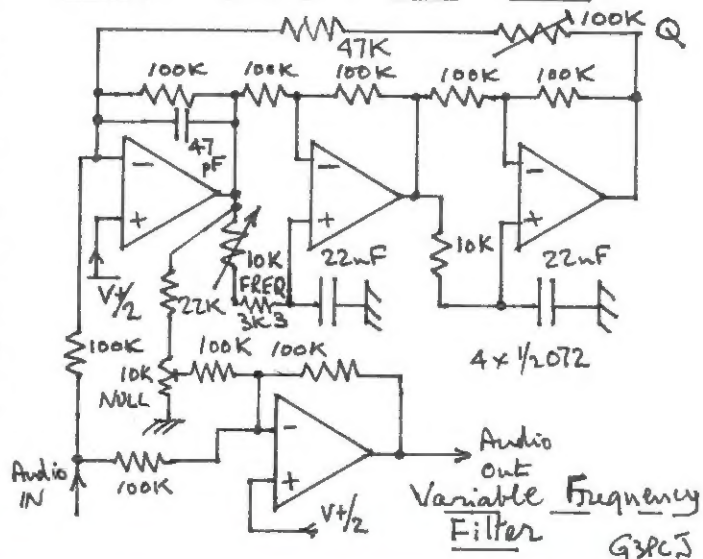 47K
100K
Q
100K
100K
100K
100K
100K
47
pF
-
+
-
+
-
+
V+/2
10K
FREQ
3K3
22nF
10K
22nF
22K
100K
10K
NULL
100K
100K
4 x 1/2 072
Audio
IN
100K
-
+
V+/2
Audio
Out
Variable Frequency
Filter
G3PCJ